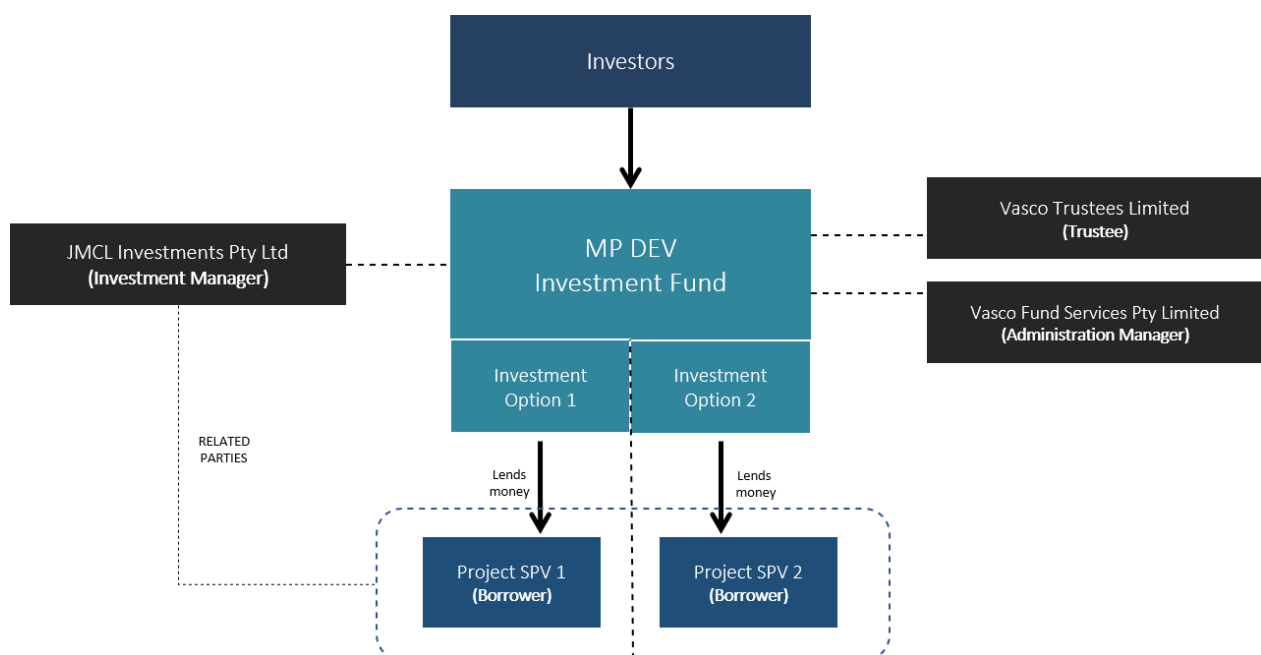 Investors
Vasco Trustees Limited
(Trustee)
JMCL Investments Pty Ltd
(Investment Manager)
MP DEV
Investment Fund
Vasco Fund Services Pty Limited
(Administration Manager)
Investment
Option 1
Investment
Option 2
RELATED
PARTIES
Lends
money
Lends
money
Project SPV 1
(Borrower)
Project SPV 2
(Borrower)